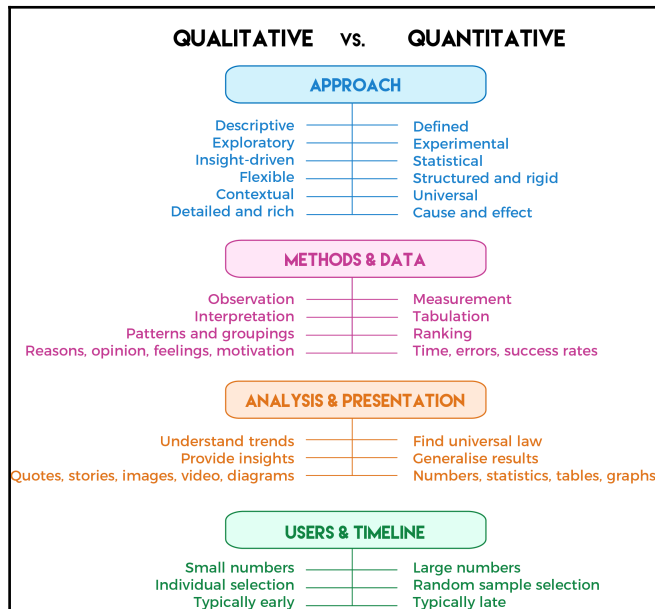 QUALITATIVE VS. QUANTITATIVE
APPROACH
Descriptive Defined
Exploratory Experimental
Insight-driven Statistical
Flexible Structured and rigid
Contextual Universal
Detailed and rich Cause and effect
METHODS & DATA
Observation Measurement
Interpretation Tabulation
Patterns and groupings Ranking
Reasons, opinion, feelings, motivation Time, errors, success rates
ANALYSIS & PRESENTATION
Understand trends Find universal law
Provide insights Generalise results
Quotes, stories, images, video, diagrams Numbers, statistics, tables, graphs
USERS & TIMELINE
Small numbers Large numbers
Individual selection Random sample selection
Typically early Typically late